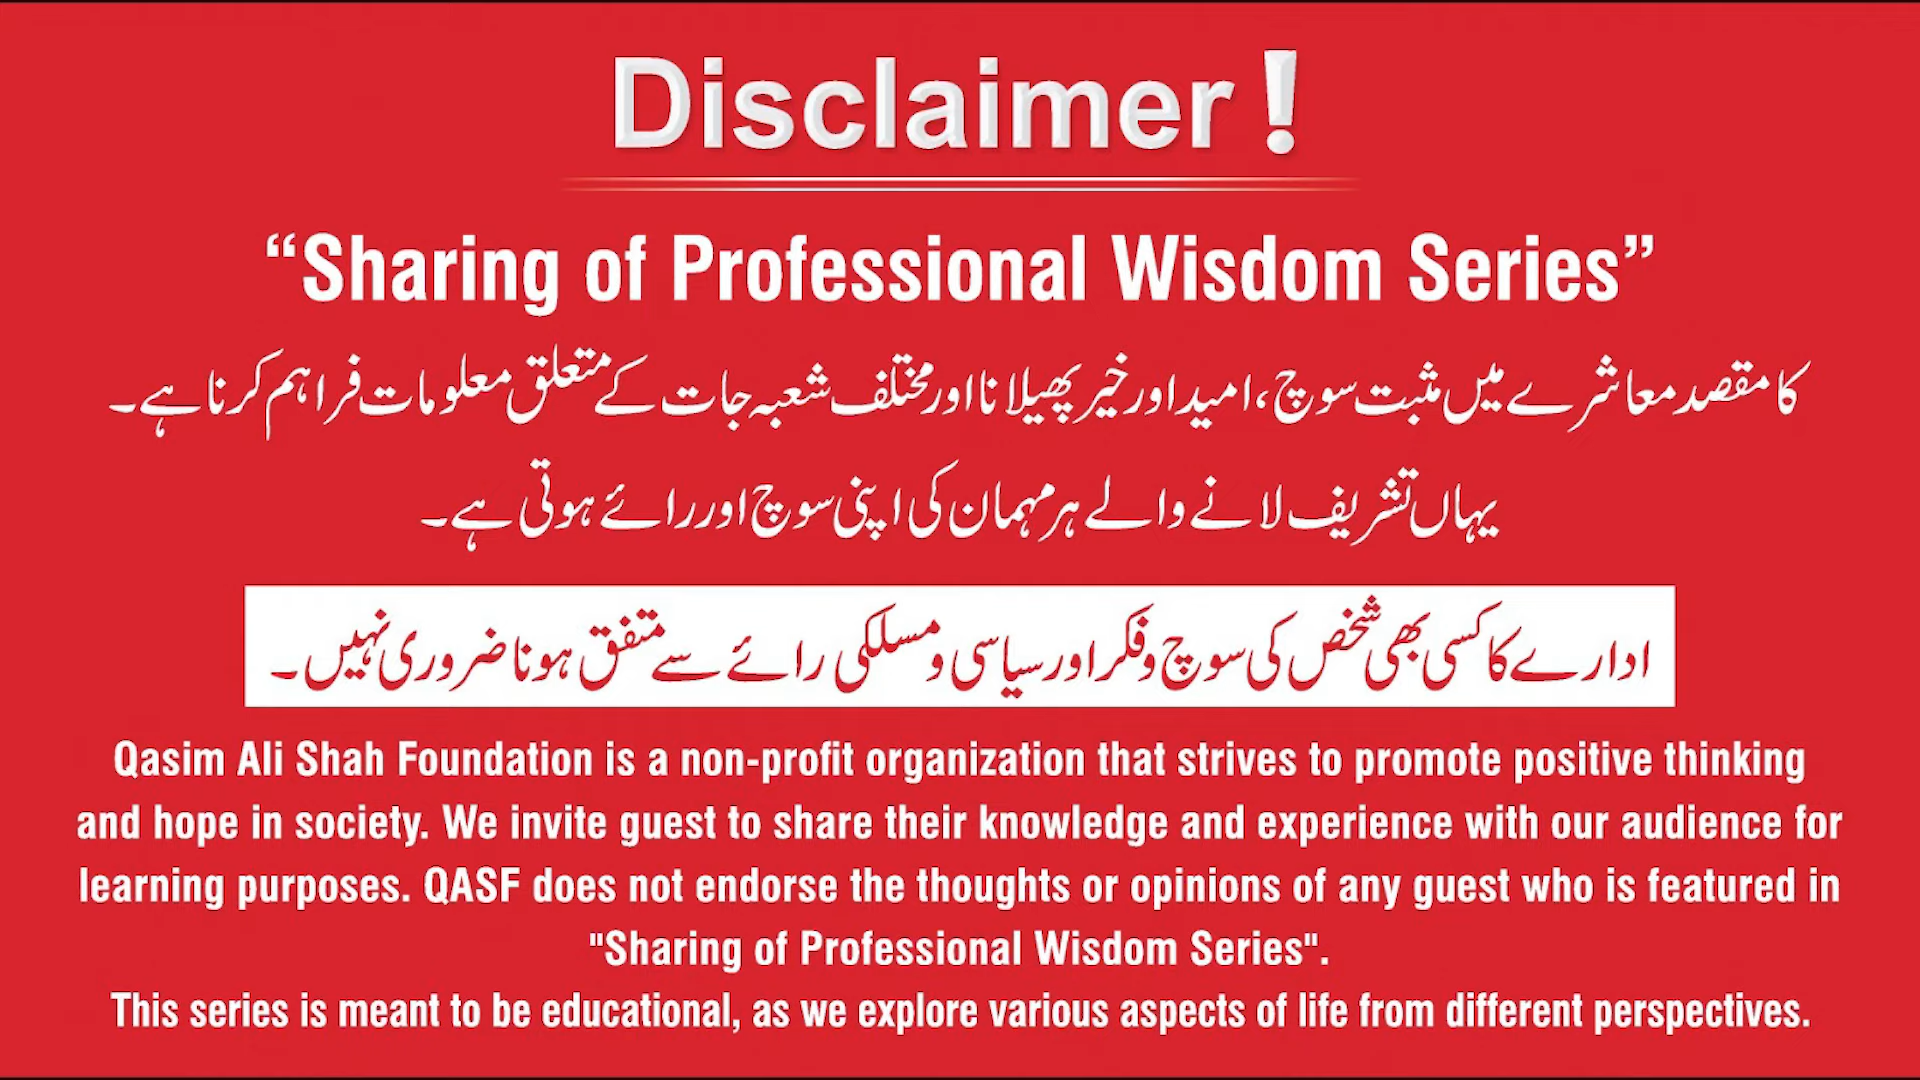 Disclaimer!
“Sharing of Professional Wisdom Series”
کا مقصد معاشرے میں مثبت سوچ، امید اور خیر پھیلانا اور مختلف شعبہ جات کے متعلق معلومات فراہم کرنا ہے۔
یہاں تشریف لانے والے ہر مہمان کی اپنی سوچ اور رائے ہوتی ہے۔
ادارے کا کسی بھی شخص کی سوچ و فکر اور سیاسی و مسلکی رائے سے متفق ہونا ضروری نہیں۔
Qasim Ali Shah Foundation is a non-profit organization that strives to promote positive thinking
and hope in society. We invite guest to share their knowledge and experience with our audience for
learning purposes. QASF does not endorse the thoughts or opinions of any guest who is featured in
"Sharing of Professional Wisdom Series".
This series is meant to be educational, as we explore various aspects of life from different perspectives.